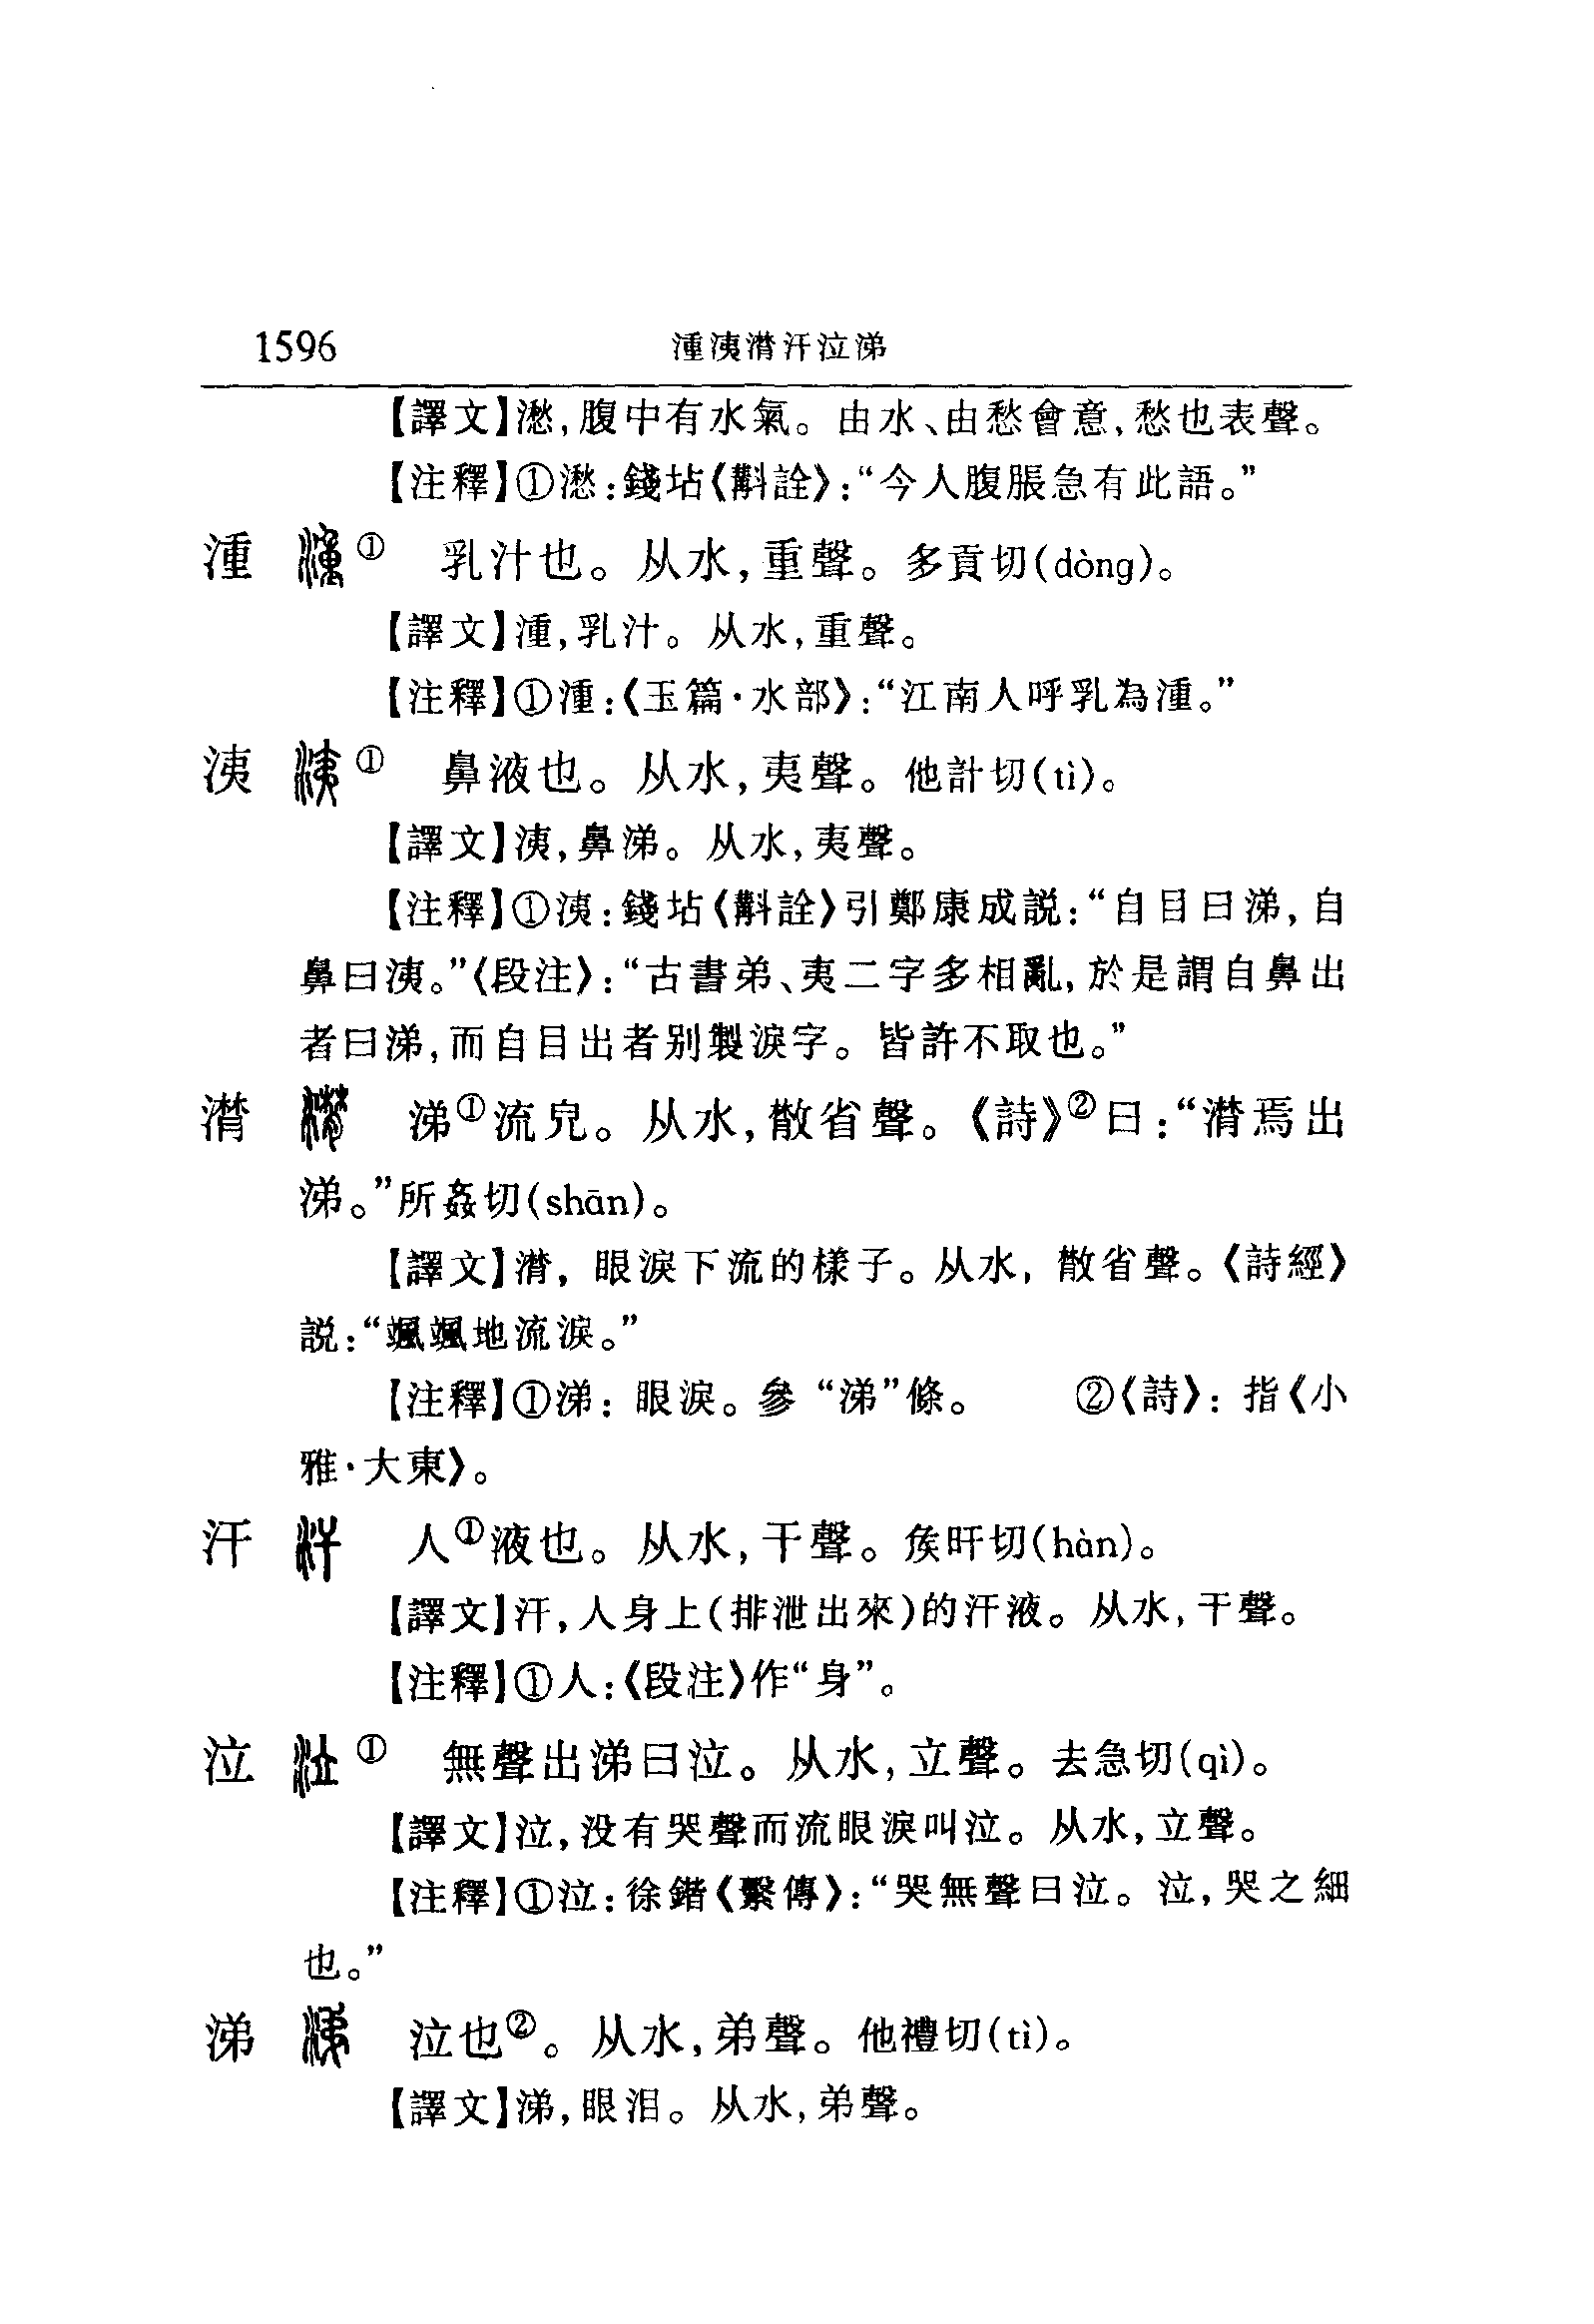 1596 湩洟潸汗泣涕
【譯文】㵞,腹中有水氣。由水、由愁會意,愁也表聲。
【注釋】①㵞:錢坫《斠詮》:“今人腹脹急有此語。”
湩 ① 乳汁也。从水,重聲。多貢切(dòng)。
【譯文】湩,乳汁。从水,重聲。
【注釋】①湩:《玉篇·水部》:“江南人呼乳為湩。”
洟 ① 鼻液也。从水,夷聲。他計切(tì)。
【譯文】洟,鼻涕。从水,夷聲。
【注釋】①洟:錢坫《斠詮》引鄭康成説:“自目曰涕,自
鼻曰洟。”《段注》:“古書弟、夷二字多相亂,於是謂自鼻出
者曰涕,而自目出者别製淚字。皆許不取也。”
潸 涕①流皃。从水,散省聲。《詩》②曰:“潸焉出
涕。”所姦切(shān)。
【譯文】潸,眼淚下流的樣子。从水,散省聲。《詩經》
説:“颯颯地流淚。”
【注釋】①涕:眼淚。參“涕”條。 ②《詩》:指《小
雅·大東》。
汗 人①液也。从水,干聲。矦旰切(hàn)。
【譯文】汗,人身上(排泄出來)的汗液。从水,干聲。
【注釋】①人:《段注》作“身”。
泣 ① 無聲出涕曰泣。从水,立聲。去急切(qì)。
【譯文】泣,没有哭聲而流眼淚叫泣。从水,立聲。
【注釋】①泣:徐鍇《繫傳》:“哭無聲曰泣。泣,哭之細
也。”
涕 泣也②。从水,弟聲。他禮切(tì)。
【譯文】涕,眼泪。从水,弟聲。